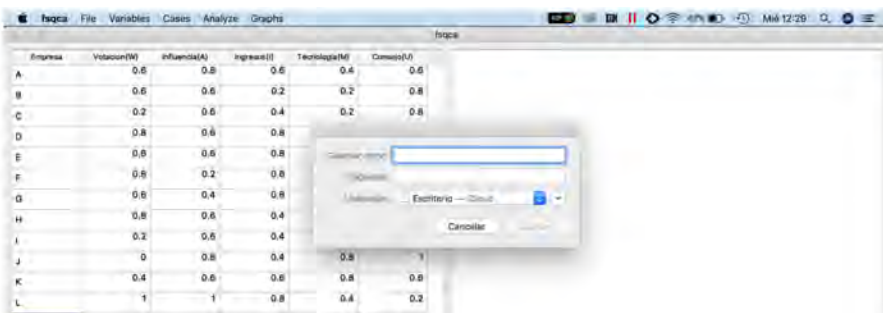 fsqca File Variables Cases Analyze Graphs Mié 12:29
fsqca
Empresa Votacion(W) Influencia(A) Ingresos(I) Tecnología(M) Consejo(U)
A 0.6 0.8 0.6 0.4 0.6
B 0.6 0.6 0.2 0.2 0.8
C 0.2 0.6 0.4 0.2 0.8
D 0.8 0.6 0.8
E 0.6 0.6 0.8
F 0.8 0.2 0.8
G 0.6 0.4 0.8
H 0.8 0.6 0.4
I 0.2 0.6 0.4
J 0 0.8 0.4 0.8 1
K 0.4 0.6 0.6 0.8 0.8
L 1 1 0.8 0.4 0.2
Escritorio — iCloud
Cancelar